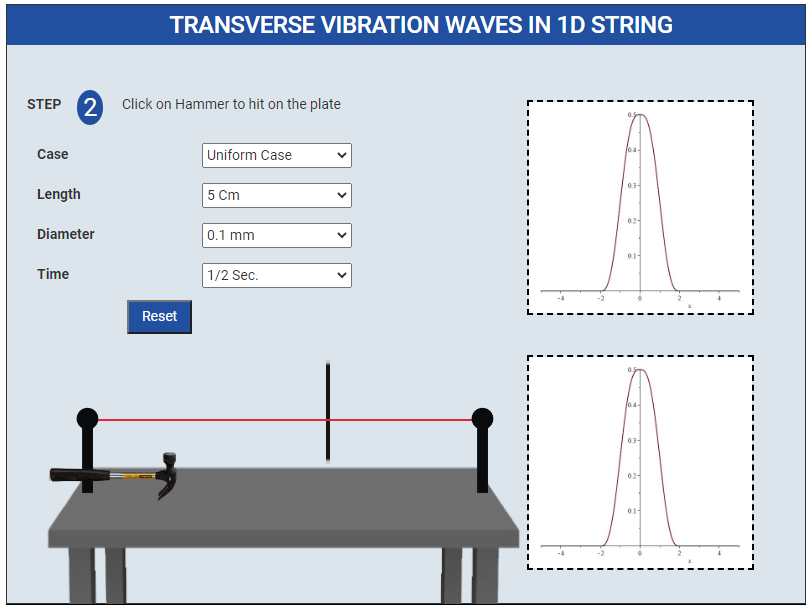 TRANSVERSE VIBRATION WAVES IN 1D STRING
STEP 2 Click on Hammer to hit on the plate
Case Uniform Case
Length 5 Cm
Diameter 0.1 mm
Time 1/2 Sec.
Reset
0.5
0.4
0.3
0.2
0.1
-4 -2 0 2 4
x
0.5
0.4
0.3
0.2
0.1
-4 -2 0 2 4
x